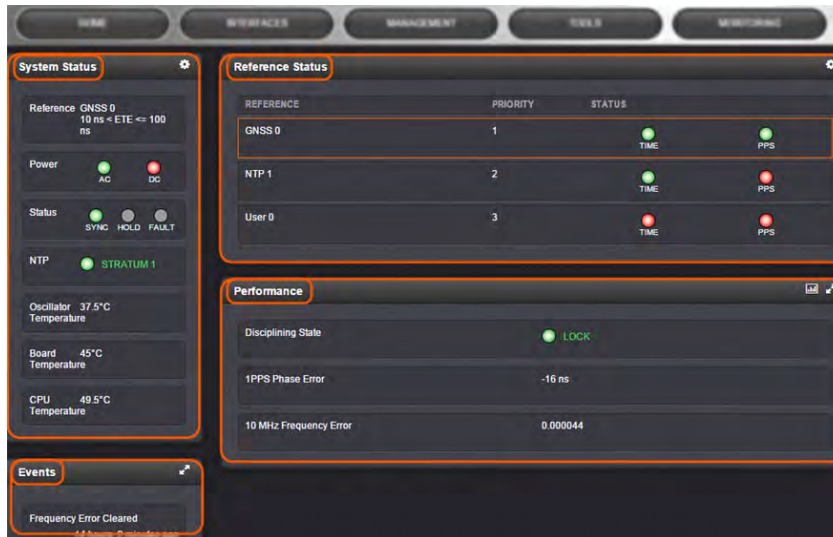 HOME
INTERFACES
MANAGEMENT
TOOLS
MONITORING
System Status
Reference GNSS 0
10 ns < ETE <= 100
ns
Power
AC DC
Status
SYNC HOLD FAULT
NTP STRATUM 1
Oscillator 37.5°C
Temperature
Board 45°C
Temperature
CPU 49.5°C
Temperature
Events
Frequency Error Cleared
Reference Status
REFERENCE PRIORITY STATUS
GNSS 0 1
TIME PPS
NTP 1 2
TIME PPS
User 0 3
TIME PPS
Performance
Disciplining State LOCK
1PPS Phase Error -16 ns
10 MHz Frequency Error 0.000044